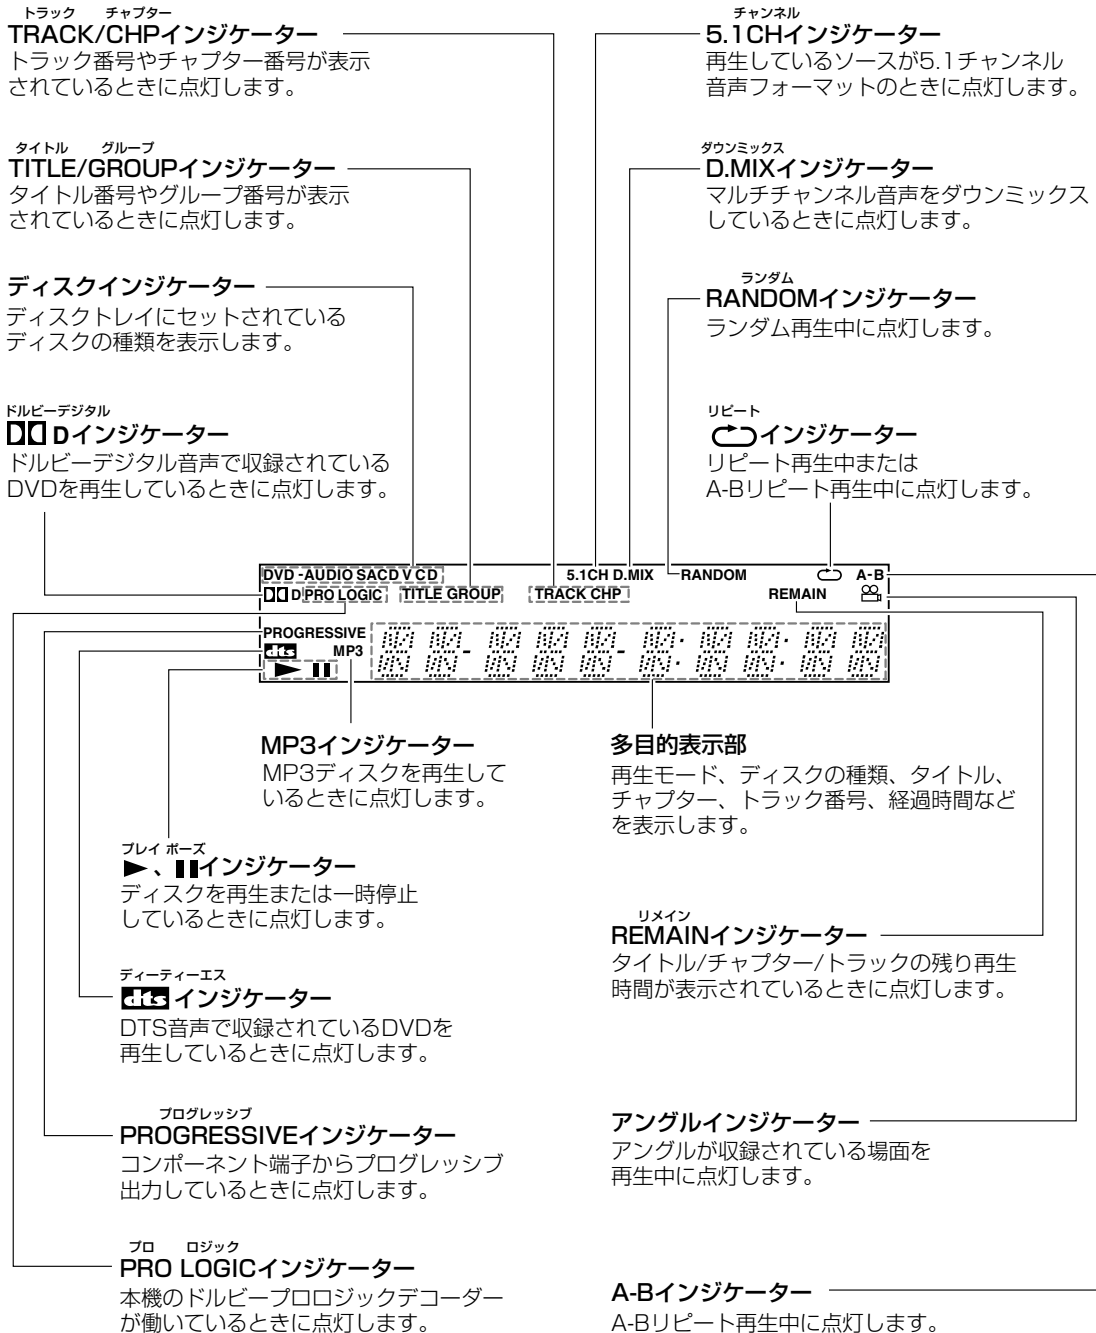 トラック チャプター
TRACK/CHPインジケーター
トラック番号やチャプター番号が表示
されているときに点灯します。
タイトル グループ
TITLE/GROUPインジケーター
タイトル番号やグループ番号が表示
されているときに点灯します。
ディスクインジケーター
ディスクトレイにセットされている
ディスクの種類を表示します。
ドルビーデジタル
Dインジケーター
ドルビーデジタル音声で収録されている
DVDを再生しているときに点灯します。
チャンネル
5.1CHインジケーター
再生しているソースが5.1チャンネル
音声フォーマットのときに点灯します。
ダウンミックス
D.MIXインジケーター
マルチチャンネル音声をダウンミックス
しているときに点灯します。
ランダム
RANDOMインジケーター
ランダム再生中に点灯します。
リピート
インジケーター
リピート再生中または
A-Bリピート再生中に点灯します。
DVD -AUDIO SACD V CD 5.1CH D.MIX RANDOM A-B
D PRO LOGIC TITLE GROUP TRACK CHP REMAIN
PROGRESSIVE
dts MP3
MP3インジケーター
MP3ディスクを再生して
いるときに点灯します。
多目的表示部
再生モード、ディスクの種類、タイトル、
チャプター、トラック番号、経過時間など
を表示します。
プレイ ポーズ
►、▮▮インジケーター
ディスクを再生または一時停止
しているときに点灯します。
リメイン
REMAINインジケーター
タイトル/チャプター/トラックの残り再生
時間が表示されているときに点灯します。
ディーティーエス
dts インジケーター
DTS音声で収録されているDVDを
再生しているときに点灯します。
プログレッシブ
PROGRESSIVEインジケーター
コンポーネント端子からプログレッシブ
出力しているときに点灯します。
アングルインジケーター
アングルが収録されている場面を
再生中に点灯します。
プロ ロジック
PRO LOGICインジケーター
本機のドルビープロロジックデコーダー
が働いているときに点灯します。
A-Bインジケーター
A-Bリピート再生中に点灯します。